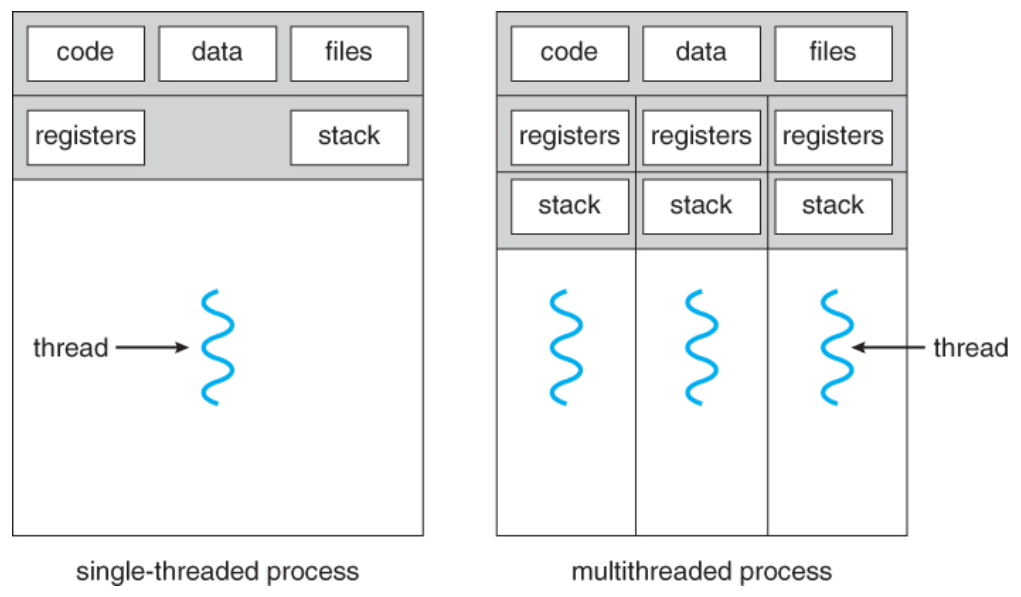 code data files
registers stack
thread
single-threaded process
code data files
registers registers registers
stack stack stack
thread
multithreaded process